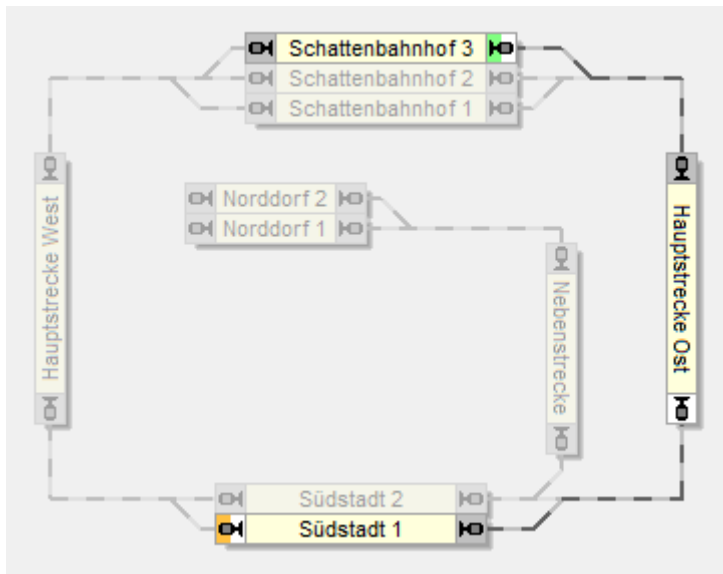 Schattenbahnhof 3
Schattenbahnhof 2
Schattenbahnhof 1
Norddorf 2
Norddorf 1
Hauptstrecke West
Nebenstrecke
Hauptstrecke Ost
Südstadt 2
Südstadt 1